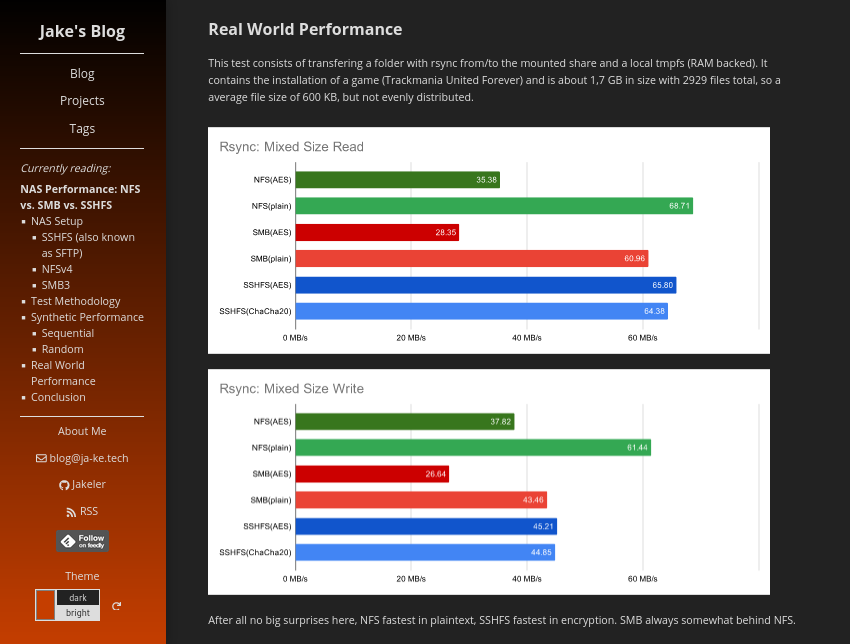 Jake's Blog
Blog
Projects
Tags
Currently reading:
NAS Performance: NFS
vs. SMB vs. SSHFS
NAS Setup
SSHFS (also known
as SFTP)
NFSv4
SMB3
Test Methodology
Synthetic Performance
Sequential
Random
Real World
Performance
Conclusion
About Me
blog@ja-ke.tech
Jakeler
RSS
Follow
on feedly
Theme
dark
bright
Real World Performance
This test consists of transfering a folder with rsync from/to the mounted share and a local tmpfs (RAM backed). It
contains the installation of a game (Trackmania United Forever) and is about 1,7 GB in size with 2929 files total, so a
average file size of 600 KB, but not evenly distributed.
Rsync: Mixed Size Read
NFS(AES) 35.38
NFS(plain) 68.71
SMB(AES) 28.35
SMB(plain) 60.96
SSHFS(AES) 65.80
SSHFS(ChaCha20) 64.38
0 MB/s 20 MB/s 40 MB/s 60 MB/s
Rsync: Mixed Size Write
NFS(AES) 37.82
NFS(plain) 61.44
SMB(AES) 26.64
SMB(plain) 43.46
SSHFS(AES) 45.21
SSHFS(ChaCha20) 44.85
0 MB/s 20 MB/s 40 MB/s 60 MB/s
After all no big surprises here, NFS fastest in plaintext, SSHFS fastest in encryption. SMB always somewhat behind NFS.